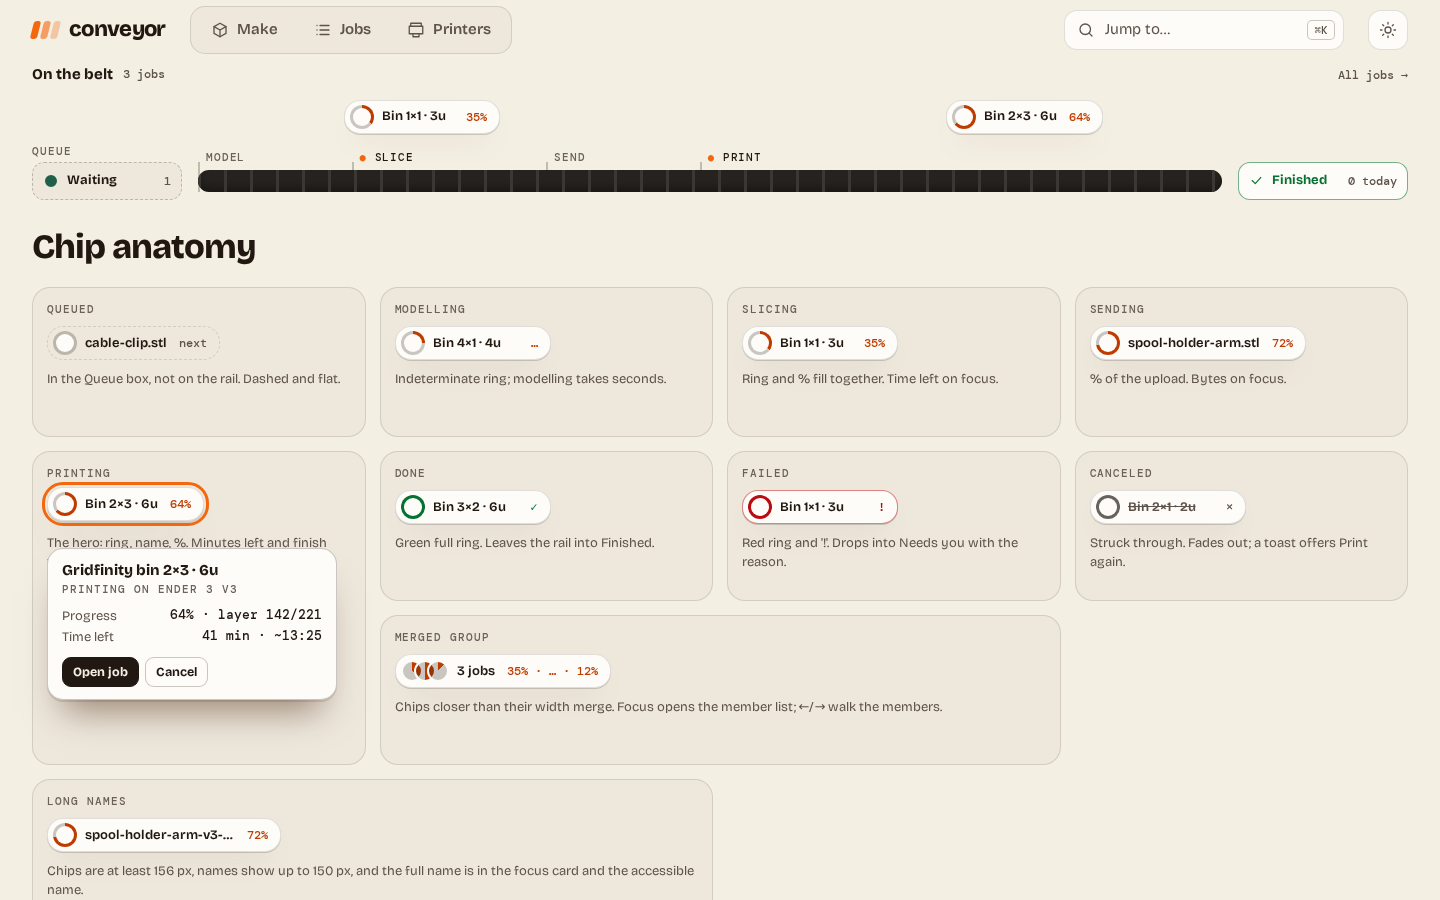 conveyor
Make
Jobs
Printers
Jump to...
⌘K
On the belt 3 jobs
All jobs →
Bin 1×1 · 3u 35%
Bin 2×3 · 6u 64%
QUEUE
MODEL
SLICE
SEND
PRINT
Waiting 1
Finished 0 today
Chip anatomy
QUEUED
cable-clip.stl next
In the Queue box, not on the rail. Dashed and flat.
MODELLING
Bin 4×1 · 4u …
Indeterminate ring; modelling takes seconds.
SLICING
Bin 1×1 · 3u 35%
Ring and % fill together. Time left on focus.
SENDING
spool-holder-arm.stl 72%
% of the upload. Bytes on focus.
PRINTING
Bin 2×3 · 6u 64%
The hero: ring, name, %. Minutes left and finish
Gridfinity bin 2×3 · 6u
PRINTING ON ENDER 3 V3
Progress 64% · layer 142/221
Time left 41 min · ~13:25
Open job
Cancel
DONE
Bin 3×2 · 6u ✓
Green full ring. Leaves the rail into Finished.
FAILED
Bin 1×1 · 3u !
Red ring and '!'. Drops into Needs you with the
reason.
CANCELED
Bin 2×1 · 2u ×
Struck through. Fades out; a toast offers Print
again.
MERGED GROUP
3 jobs 35% · … · 12%
Chips closer than their width merge. Focus opens the member list; ←/→ walk the members.
LONG NAMES
spool-holder-arm-v3-... 72%
Chips are at least 156 px, names show up to 150 px, and the full name is in the focus card and the accessible
name.